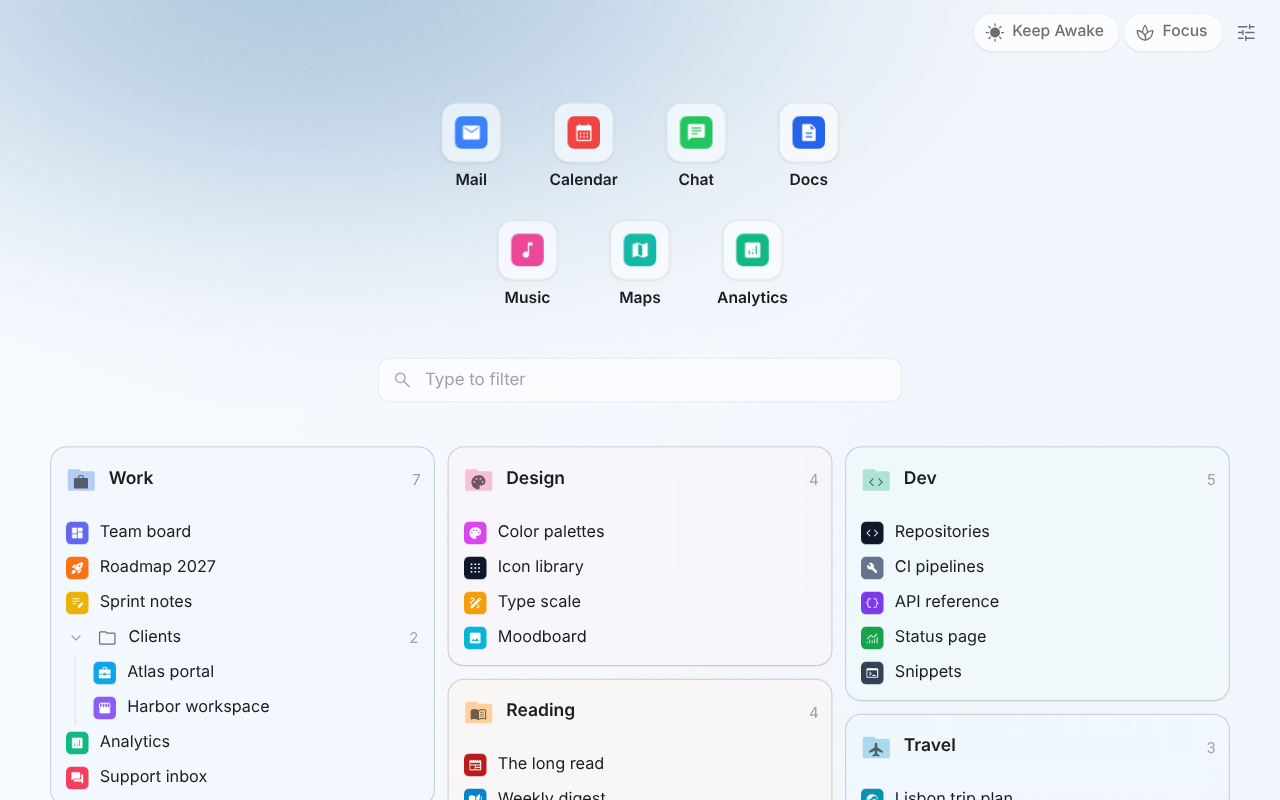 Keep Awake
Focus
Mail
Calendar
Chat
Docs
Music
Maps
Analytics
Type to filter
Work
7
Team board
Roadmap 2027
Sprint notes
Clients
2
Atlas portal
Harbor workspace
Analytics
Support inbox
Design
4
Color palettes
Icon library
Type scale
Moodboard
Reading
4
The long read
Weekly digest
Dev
5
Repositories
CI pipelines
API reference
Status page
Snippets
Travel
3
Lisbon trip plan